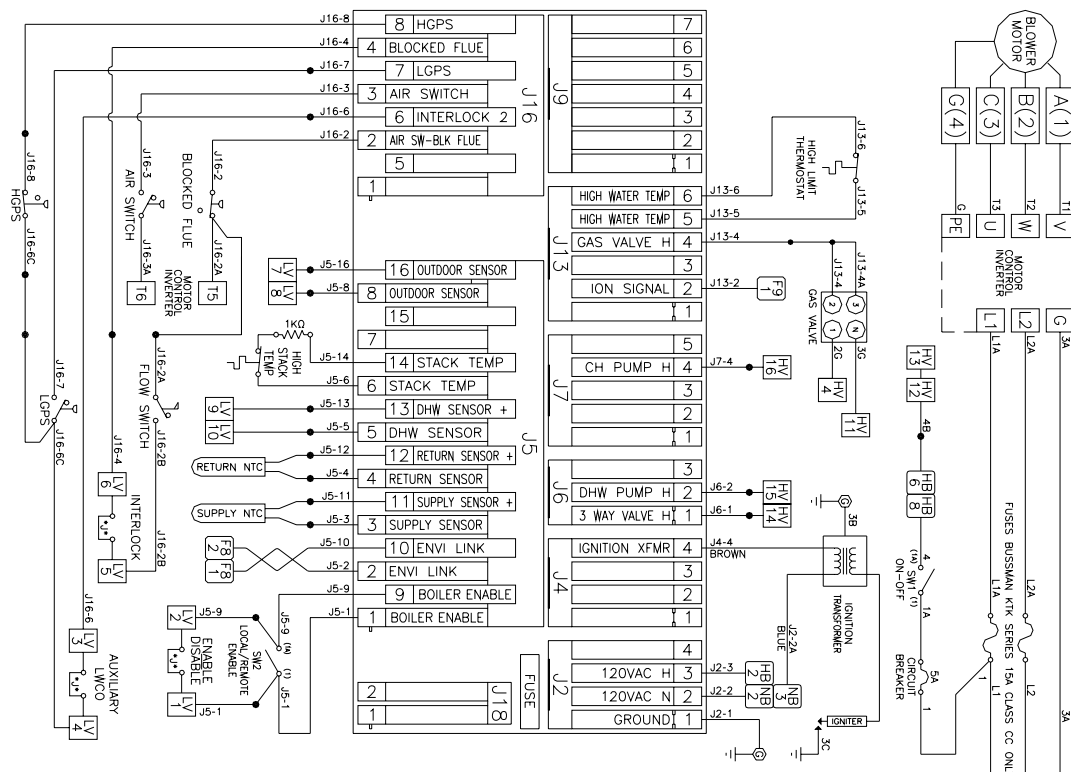 J16-8
J16-4
J16-7
J16-3
J16-6
J16-2
8 HGPS
4 BLOCKED FLUE
7 LGPS
3 AIR SWITCH
6 INTERLOCK 2
2 AIR SW-BLK FLUE
5
1
J16
J9
7
6
5
4
3
2
1
J16-8
HGPS
J16-6C
J16-3
AIR SWITCH
J16-3A
T6
J16-2
BLOCKED FLUE
J16-2A
T5
MOTOR CONTROL INVERTER
J16-7
LGPS
J16-6C
J16-2A
FLOW SWITCH
J16-2B
J16-4
LV 6
INTERLOCK
*J*
LV 5
J16-2B
J16-6
LV 3
AUXILIARY LWCO
*J*
LV 4
LV 7
LV 8
J5-16
J5-8
1KΩ
HIGH STACK TEMP
J5-14
J5-6
LV 9
LV 10
J5-13
J5-5
RETURN NTC
J5-12
J5-4
SUPPLY NTC
J5-11
J5-3
F8 2
F8 1
J5-10
J5-2
J5-9
J5-1
16 OUTDOOR SENSOR
8 OUTDOOR SENSOR
15
7
14 STACK TEMP
6 STACK TEMP
13 DHW SENSOR +
5 DHW SENSOR
12 RETURN SENSOR +
4 RETURN SENSOR
11 SUPPLY SENSOR +
3 SUPPLY SENSOR
10 ENVI LINK
2 ENVI LINK
9 BOILER ENABLE
1 BOILER ENABLE
J5
LV 2
J5-9
ENABLE DISABLE
*J*
LV 1
J5-1
J5-9
(1A)
SW2 LOCAL/REMOTE ENABLE
(1)
J5-1
2
1
J18
FUSE
J13
HIGH WATER TEMP 6
HIGH WATER TEMP 5
GAS VALVE H 4
3
ION SIGNAL 2
1
J13-6
J13-5
J13-4
J13-2
F9 1
HIGH LIMIT THERMOSTAT
J13-6
J13-5
J13-4
J13-4A
2
3
1
N
GAS VALVE
2G
3G
HV 4
HV 11
J7
5
CH PUMP H 4
3
2
1
J7-4
HV 16
J6
3
DHW PUMP H 2
3 WAY VALVE H 1
J6-2
J6-1
HV 15
HV 14
J4
IGNITION XFMR 4
3
2
1
J4-4
BROWN
G
3B
IGNITION TRANSFORMER
J2-2A
BLUE
IGNITER
3C
J2
4
120VAC H 3
120VAC N 2
GROUND 1
J2-3
J2-2
J2-1
HB 2
NB 2
NB 3
G
BLOWER MOTOR
A(1)
B(2)
C(3)
G(4)
T1
T2
T3
G
V
W
U
PE
MOTOR CONTROL INVERTER
G
L2
L1
3A
L2A
L1A
HV 13
HV 12
4B
HB 6
HB 8
4
(1A)
SW1
(1)
ON-OFF
1A
CIRCUIT BREAKER
5A
1
FUSES BUSSMAN KTK SERIES 15A CLASS CC ONL
L1A
L2A
L1
L2
1
3A